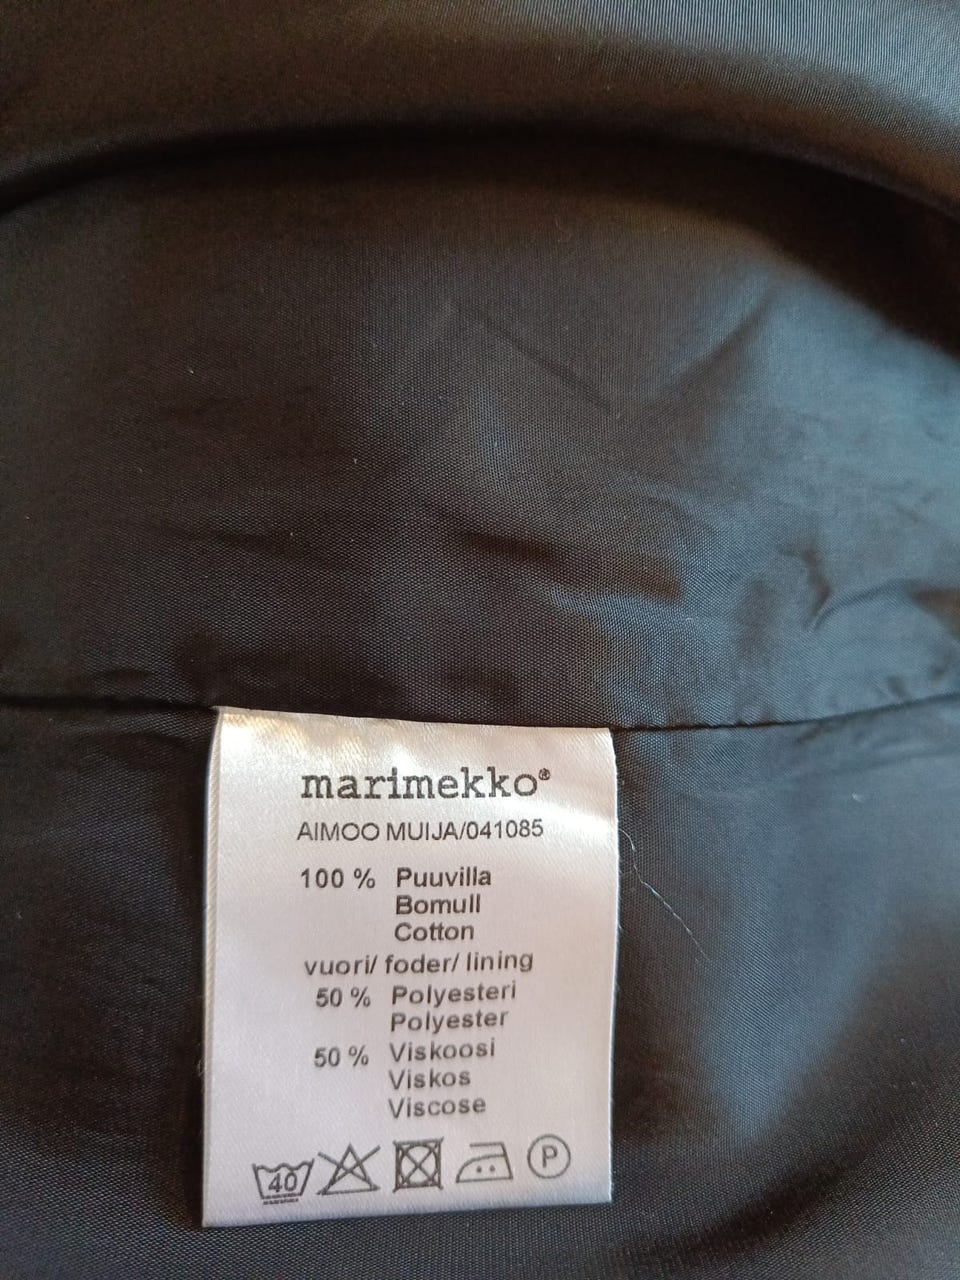 marimekko®
AIMOO MUIJA/041085
100 % Puuvilla
Bomull
Cotton
vuori/ foder/ lining
50 % Polyesteri
Polyester
50 % Viskoosi
Viskos
Viscose
40 P